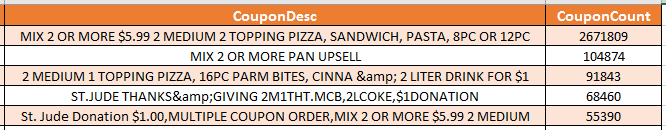 CouponDesc CouponCount
MIX 2 OR MORE $5.99 2 MEDIUM 2 TOPPING PIZZA, SANDWICH, PASTA, 8PC OR 12PC 2671809
MIX 2 OR MORE PAN UPSELL 104874
2 MEDIUM 1 TOPPING PIZZA, 16PC PARM BITES, CINNA &amp; 2 LITER DRINK FOR $1 91843
ST.JUDE THANKS&amp;GIVING 2M1THT.MCB,2LCOKE,$1DONATION 68460
St. Jude Donation $1.00,MULTIPLE COUPON ORDER,MIX 2 OR MORE $5.99 2 MEDIUM 55390